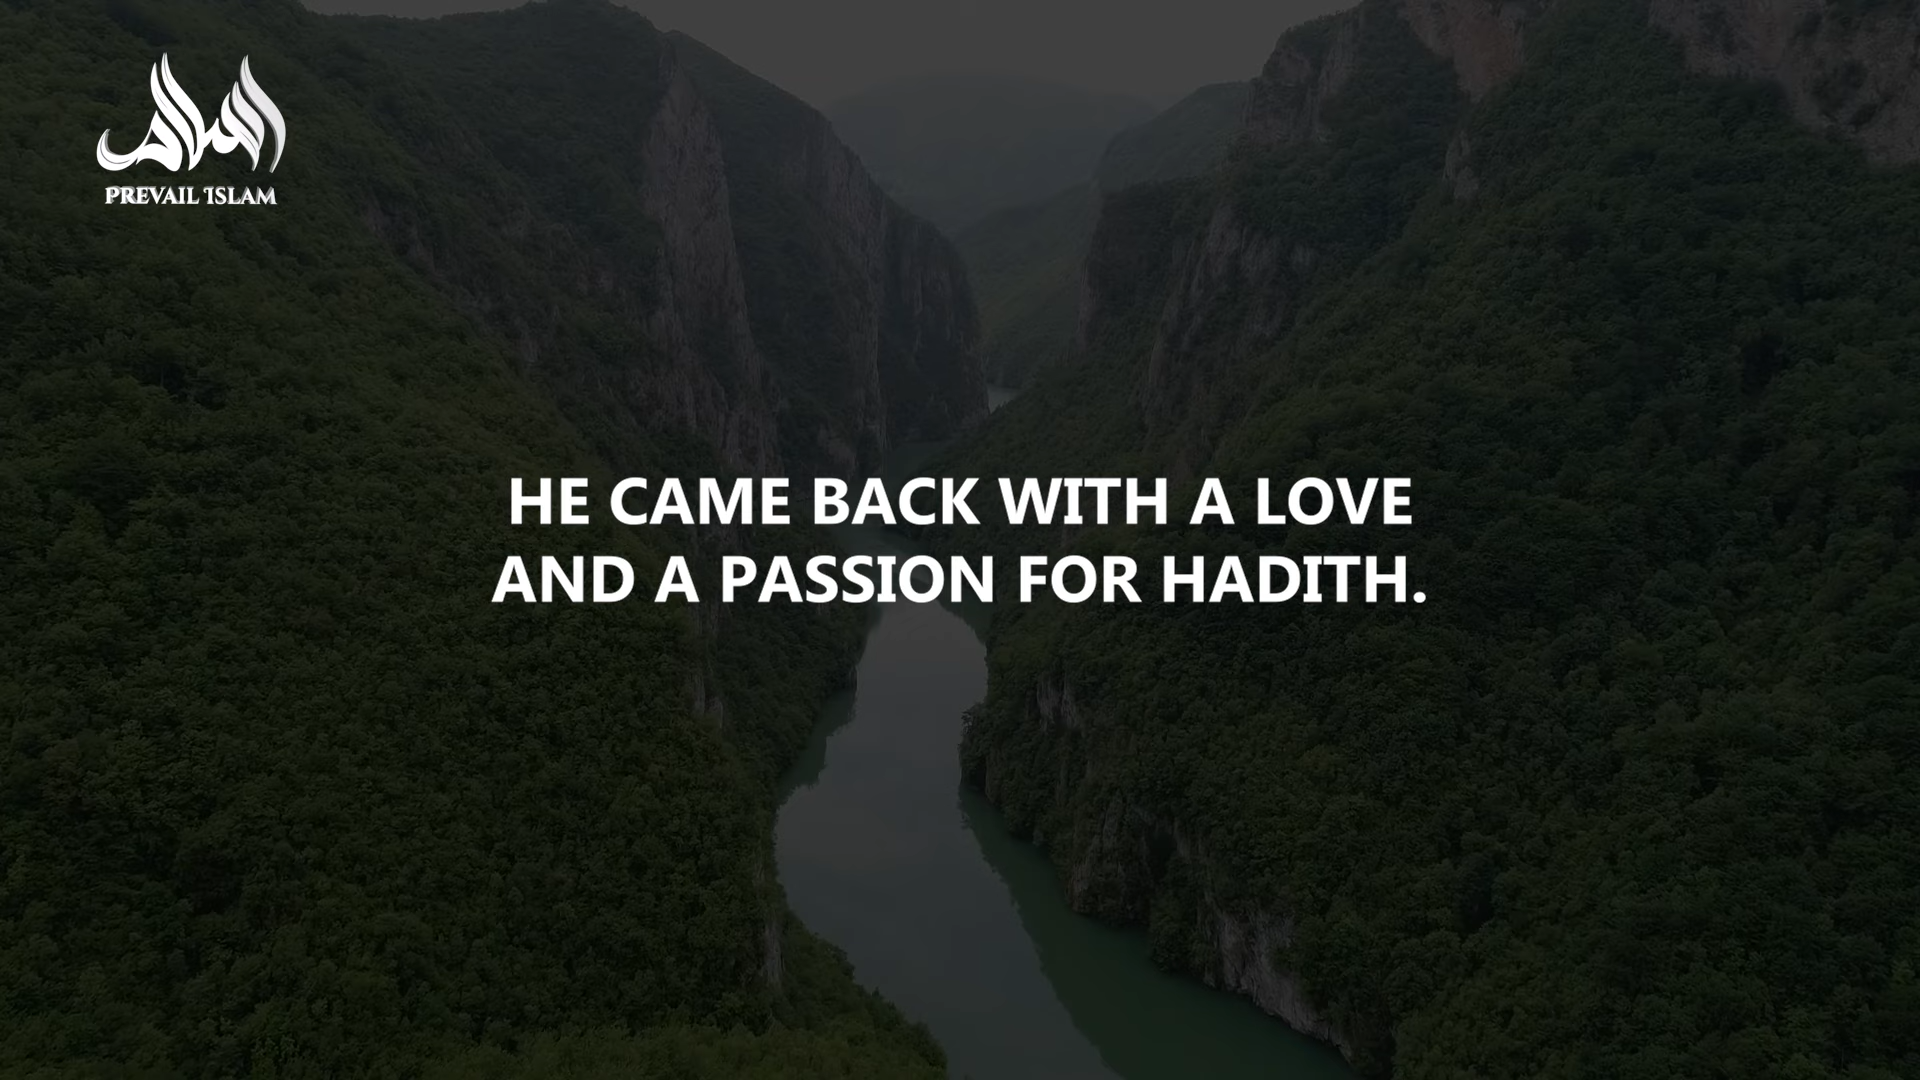 PREVAIL ISLAM
HE CAME BACK WITH A LOVE
AND A PASSION FOR HADITH.